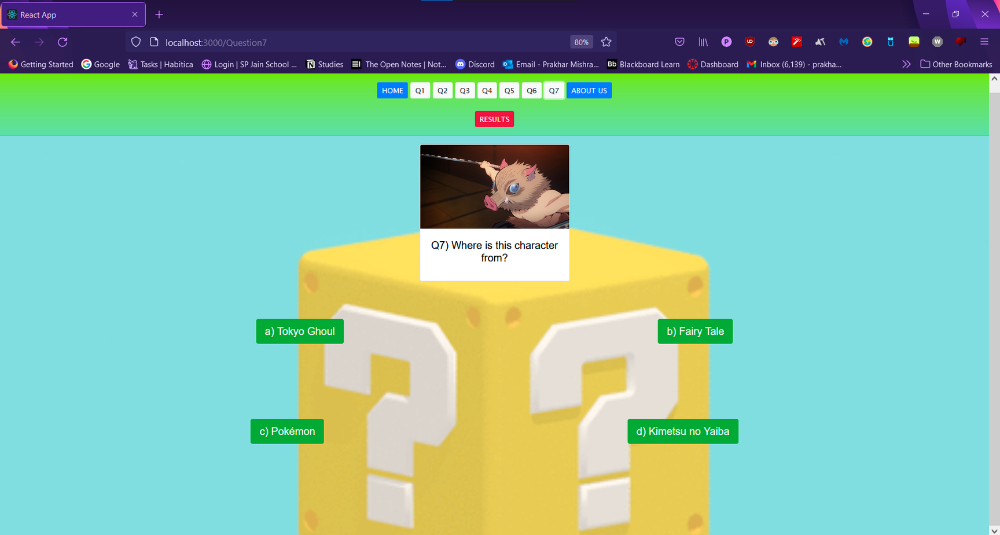 React App
localhost:3000/Question7
80%
Getting Started
Google
Tasks | Habitica
Login | SP Jain School ...
Studies
The Open Notes | Not...
Discord
Email - Prakhar Mishra...
Bb Blackboard Learn
Dashboard
Inbox (6,139) - prakha...
Other Bookmarks
HOME Q1 Q2 Q3 Q4 Q5 Q6 Q7 ABOUT US
RESULTS
Q7) Where is this character
from?
a) Tokyo Ghoul
b) Fairy Tale
c) Pokémon
d) Kimetsu no Yaiba